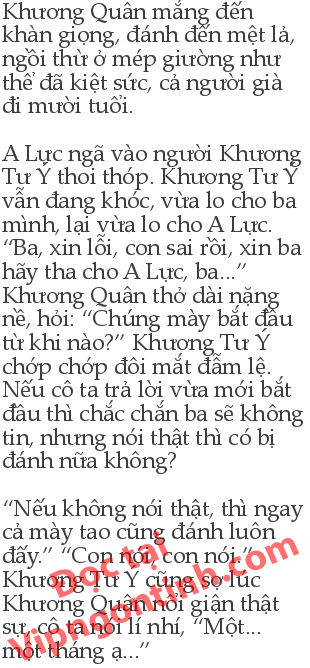 Khương Quân mắng đến
khàn giọng, đánh đến mệt lả,
ngồi thừ ở mép giường như
thể đã kiệt sức, cả người già
đi mười tuổi.
A Lực ngã vào người Khương
Tư Ý thoi thóp. Khương Tư Ý
vẫn đang khóc, vừa lo cho ba
mình, lại vừa lo cho A Lực.
“Ba, xin lỗi, con sai rồi, xin ba
hãy tha cho A Lực, ba...”
Khương Quân thở dài nặng
nề, hỏi: “Chúng mày bắt đầu
từ khi nào?” Khương Tư Ý
chớp chớp đôi mắt đẫm lệ.
Nếu cô ta trả lời vừa mới bắt
đầu thì chắc chắn ba sẽ không
tin, nhưng nói thật thì có bị
đánh nữa không?
“Nếu không nói thật, thì ngay
cả mày tao cũng đánh luôn
đấy.” “Con nói, con nói.”
Khương Tư Ý cũng sợ lúc
Khương Quân nổi giận thật
sự, cô ta nói lí nhí, “Một...
một tháng ạ...”
Đọc tại
Vipngontinh.com